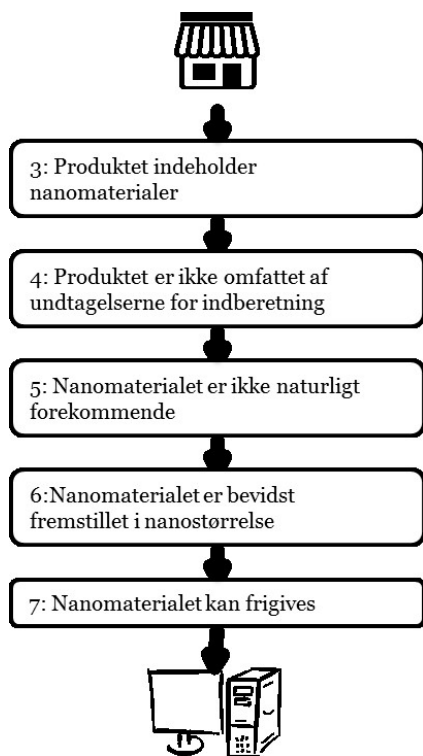 3: Produktet indeholder
nanomaterialer
4: Produktet er ikke omfattet af
undtagelserne for indberetning
5: Nanomaterialet er ikke naturligt
forekommende
6:Nanomaterialet er bevidst
fremstillet i nanostørrelse
7: Nanomaterialet kan frigives